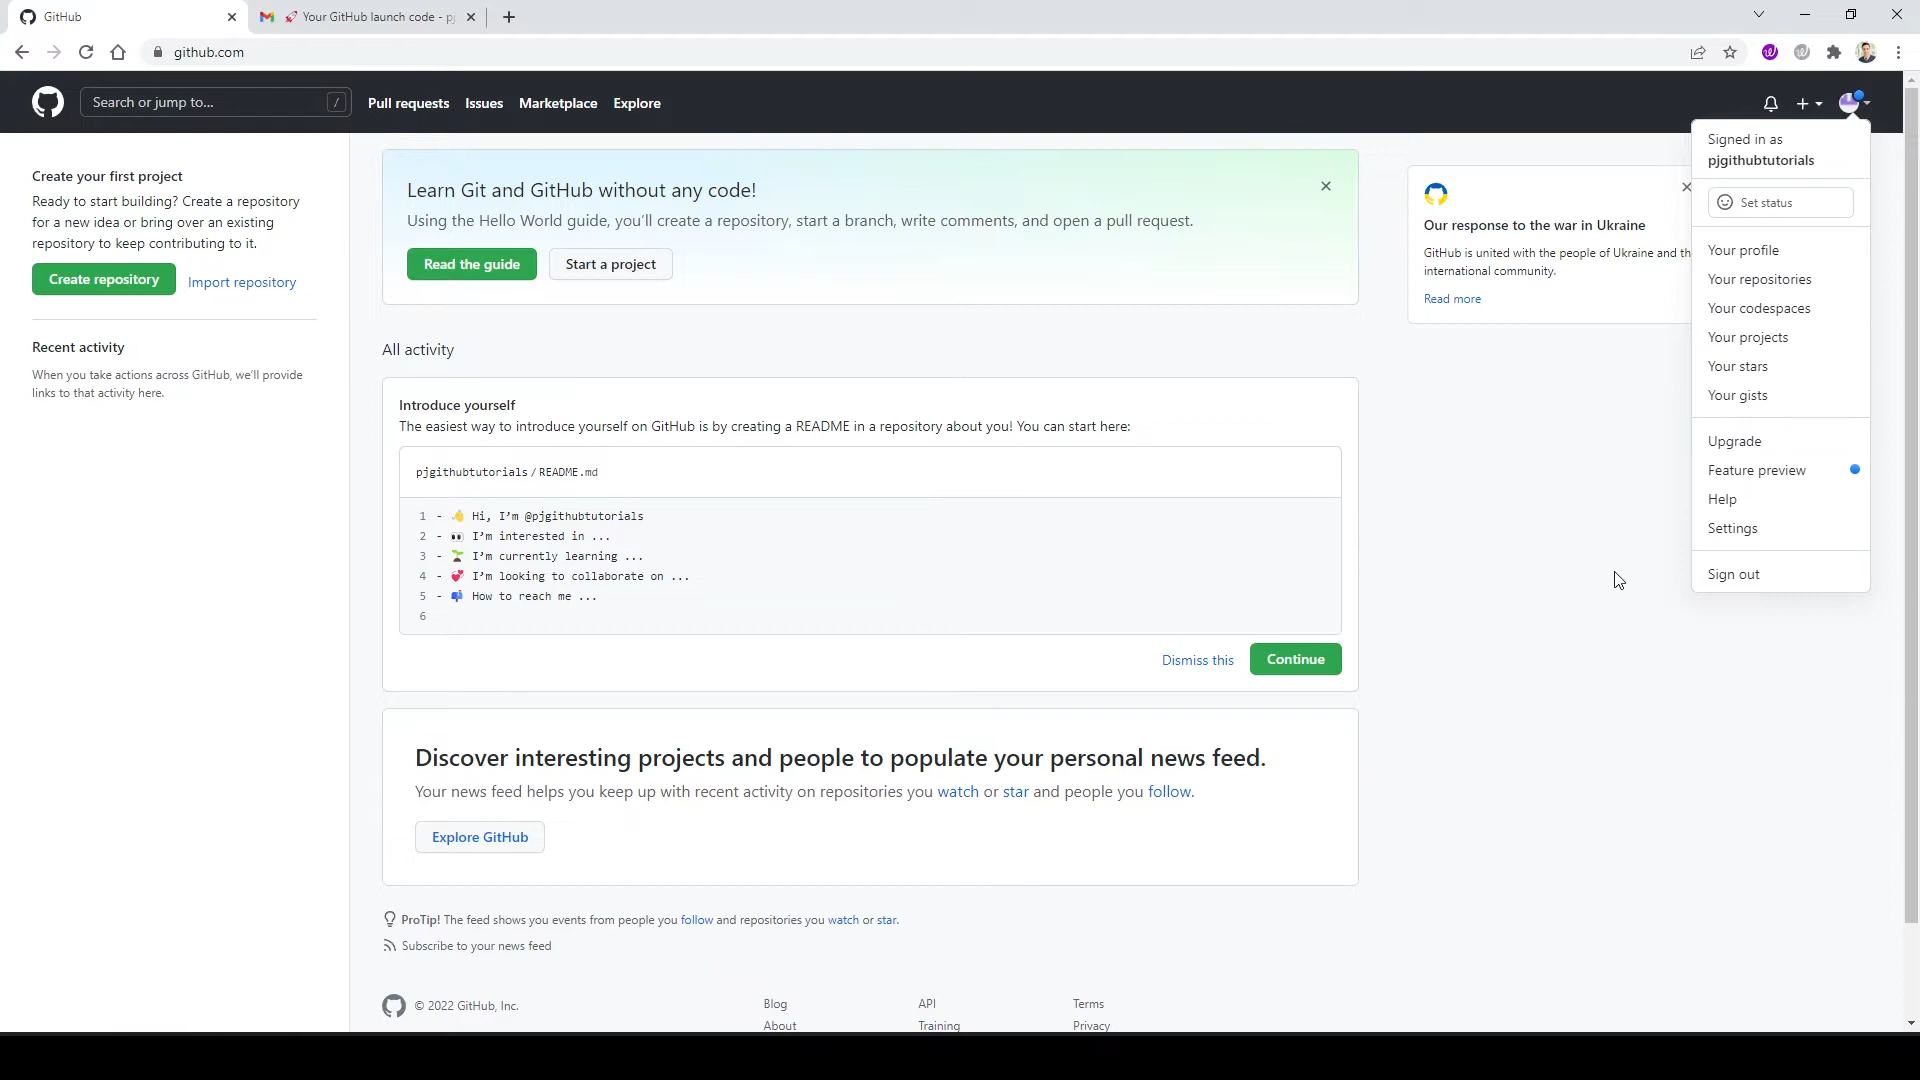 GitHub
Your GitHub launch code - pj
github.com
Search or jump to...
/
Pull requests
Issues
Marketplace
Explore
Signed in as
pjgithubtutorials
Set status
Your profile
Your repositories
Your codespaces
Your projects
Your stars
Your gists
Upgrade
Feature preview
Help
Settings
Sign out
Create your first project
Ready to start building? Create a repository
for a new idea or bring over an existing
repository to keep contributing to it.
Create repository
Import repository
Recent activity
When you take actions across GitHub, we'll provide
links to that activity here.
Learn Git and GitHub without any code!
Using the Hello World guide, you'll create a repository, start a branch, write comments, and open a pull request.
Read the guide
Start a project
All activity
Introduce yourself
The easiest way to introduce yourself on GitHub is by creating a README in a repository about you! You can start here:
pjgithubtutorials / README.md
1 - 👋 Hi, I'm @pjgithubtutorials
2 - 👀 I'm interested in ...
3 - 🌱 I'm currently learning ...
4 - 💞️ I'm looking to collaborate on ...
5 - 📫 How to reach me ...
6
Dismiss this
Continue
Discover interesting projects and people to populate your personal news feed.
Your news feed helps you keep up with recent activity on repositories you watch or star and people you follow.
Explore GitHub
ProTip! The feed shows you events from people you follow and repositories you watch or star.
Subscribe to your news feed
© 2022 GitHub, Inc.
Blog
About
API
Training
Terms
Privacy
Our response to the war in Ukraine
GitHub is united with the people of Ukraine and th
international community.
Read more